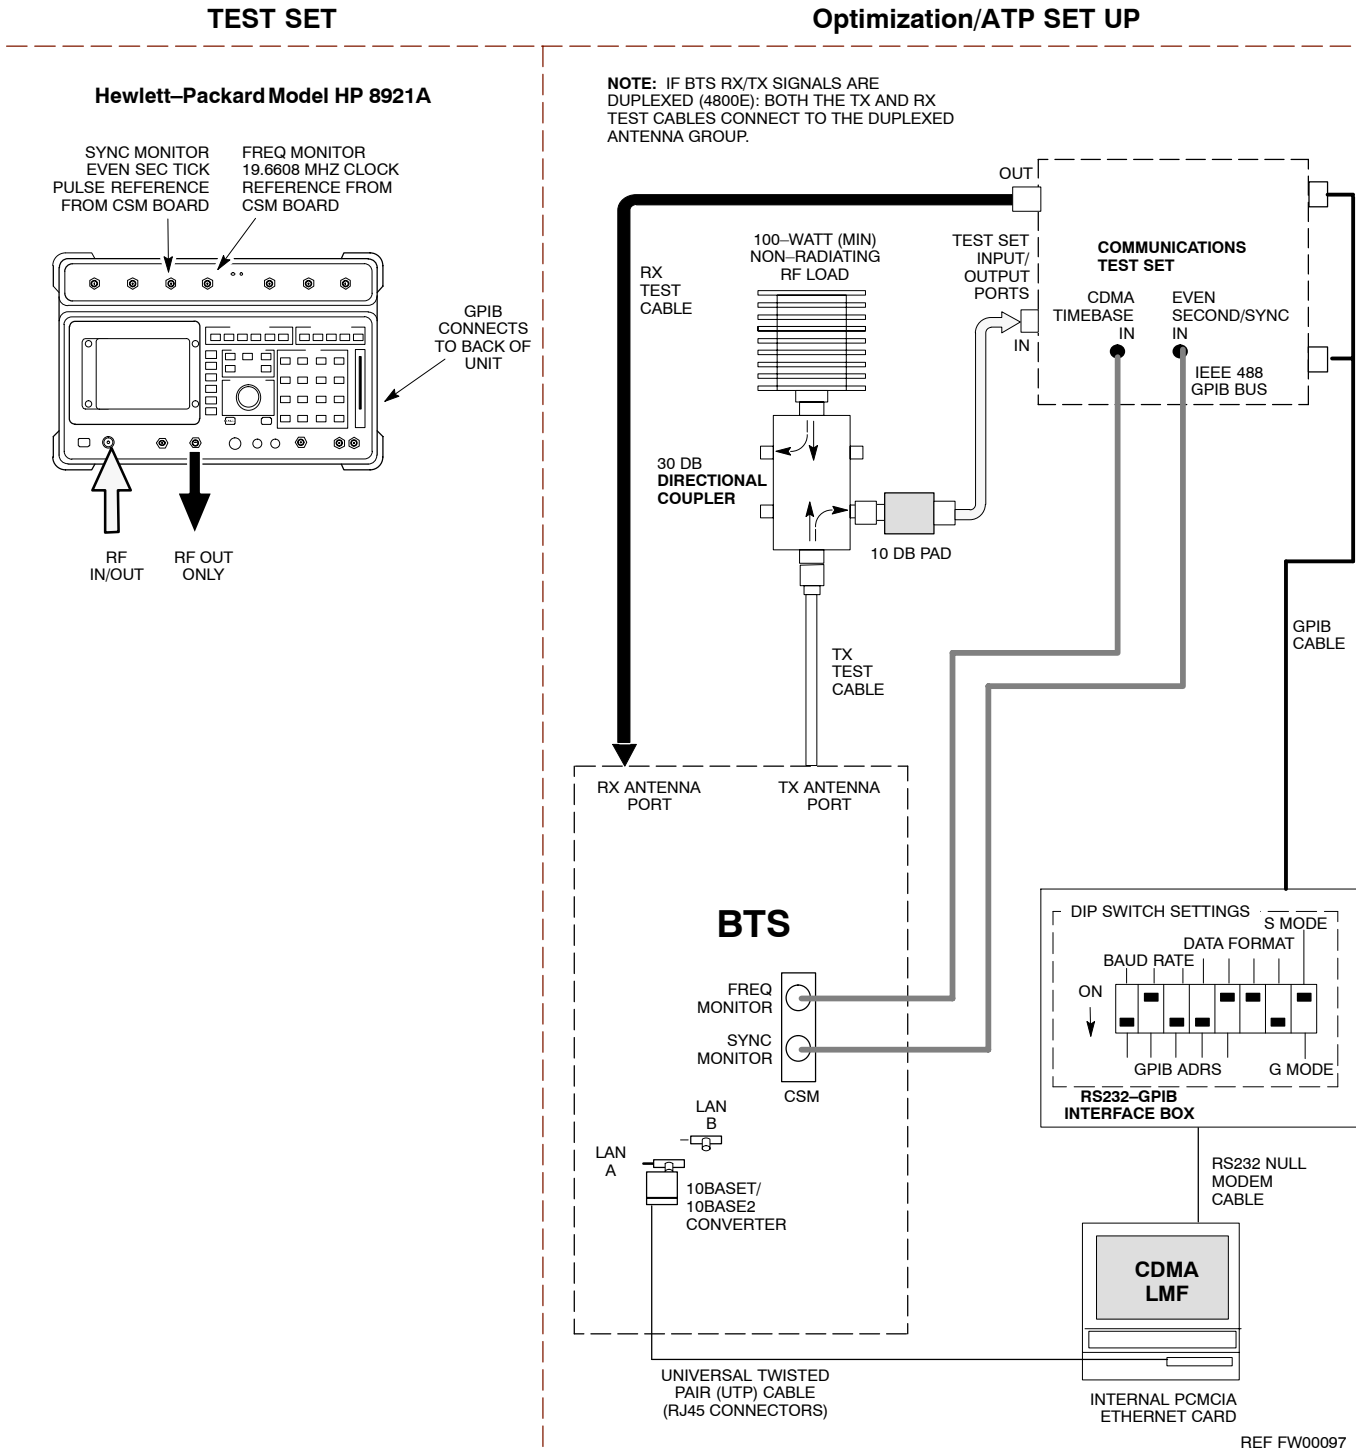 TEST SET
Optimization/ATP SET UP
Hewlett–Packard Model HP 8921A
SYNC MONITOR
EVEN SEC TICK
PULSE REFERENCE
FROM CSM BOARD
FREQ MONITOR
19.6608 MHZ CLOCK
REFERENCE FROM
CSM BOARD
GPIB
CONNECTS
TO BACK OF
UNIT
RF
IN/OUT
RF OUT
ONLY
NOTE: IF BTS RX/TX SIGNALS ARE
DUPLEXED (4800E): BOTH THE TX AND RX
TEST CABLES CONNECT TO THE DUPLEXED
ANTENNA GROUP.
OUT
RX
TEST
CABLE
100–WATT (MIN)
NON–RADIATING
RF LOAD
TEST SET
INPUT/
OUTPUT
PORTS
IN
COMMUNICATIONS
TEST SET
CDMA
TIMEBASE
IN
EVEN
SECOND/SYNC
IN
IEEE 488
GPIB BUS
30 DB
DIRECTIONAL
COUPLER
10 DB PAD
TX
TEST
CABLE
GPIB
CABLE
RX ANTENNA
PORT
TX ANTENNA
PORT
BTS
FREQ
MONITOR
SYNC
MONITOR
CSM
LAN
B
LAN
A
10BASET/
10BASE2
CONVERTER
DIP SWITCH SETTINGS
S MODE
DATA FORMAT
BAUD RATE
ON
GPIB ADRS
G MODE
RS232–GPIB
INTERFACE BOX
RS232 NULL
MODEM
CABLE
CDMA
LMF
UNIVERSAL TWISTED
PAIR (UTP) CABLE
(RJ45 CONNECTORS)
INTERNAL PCMCIA
ETHERNET CARD
REF FW00097